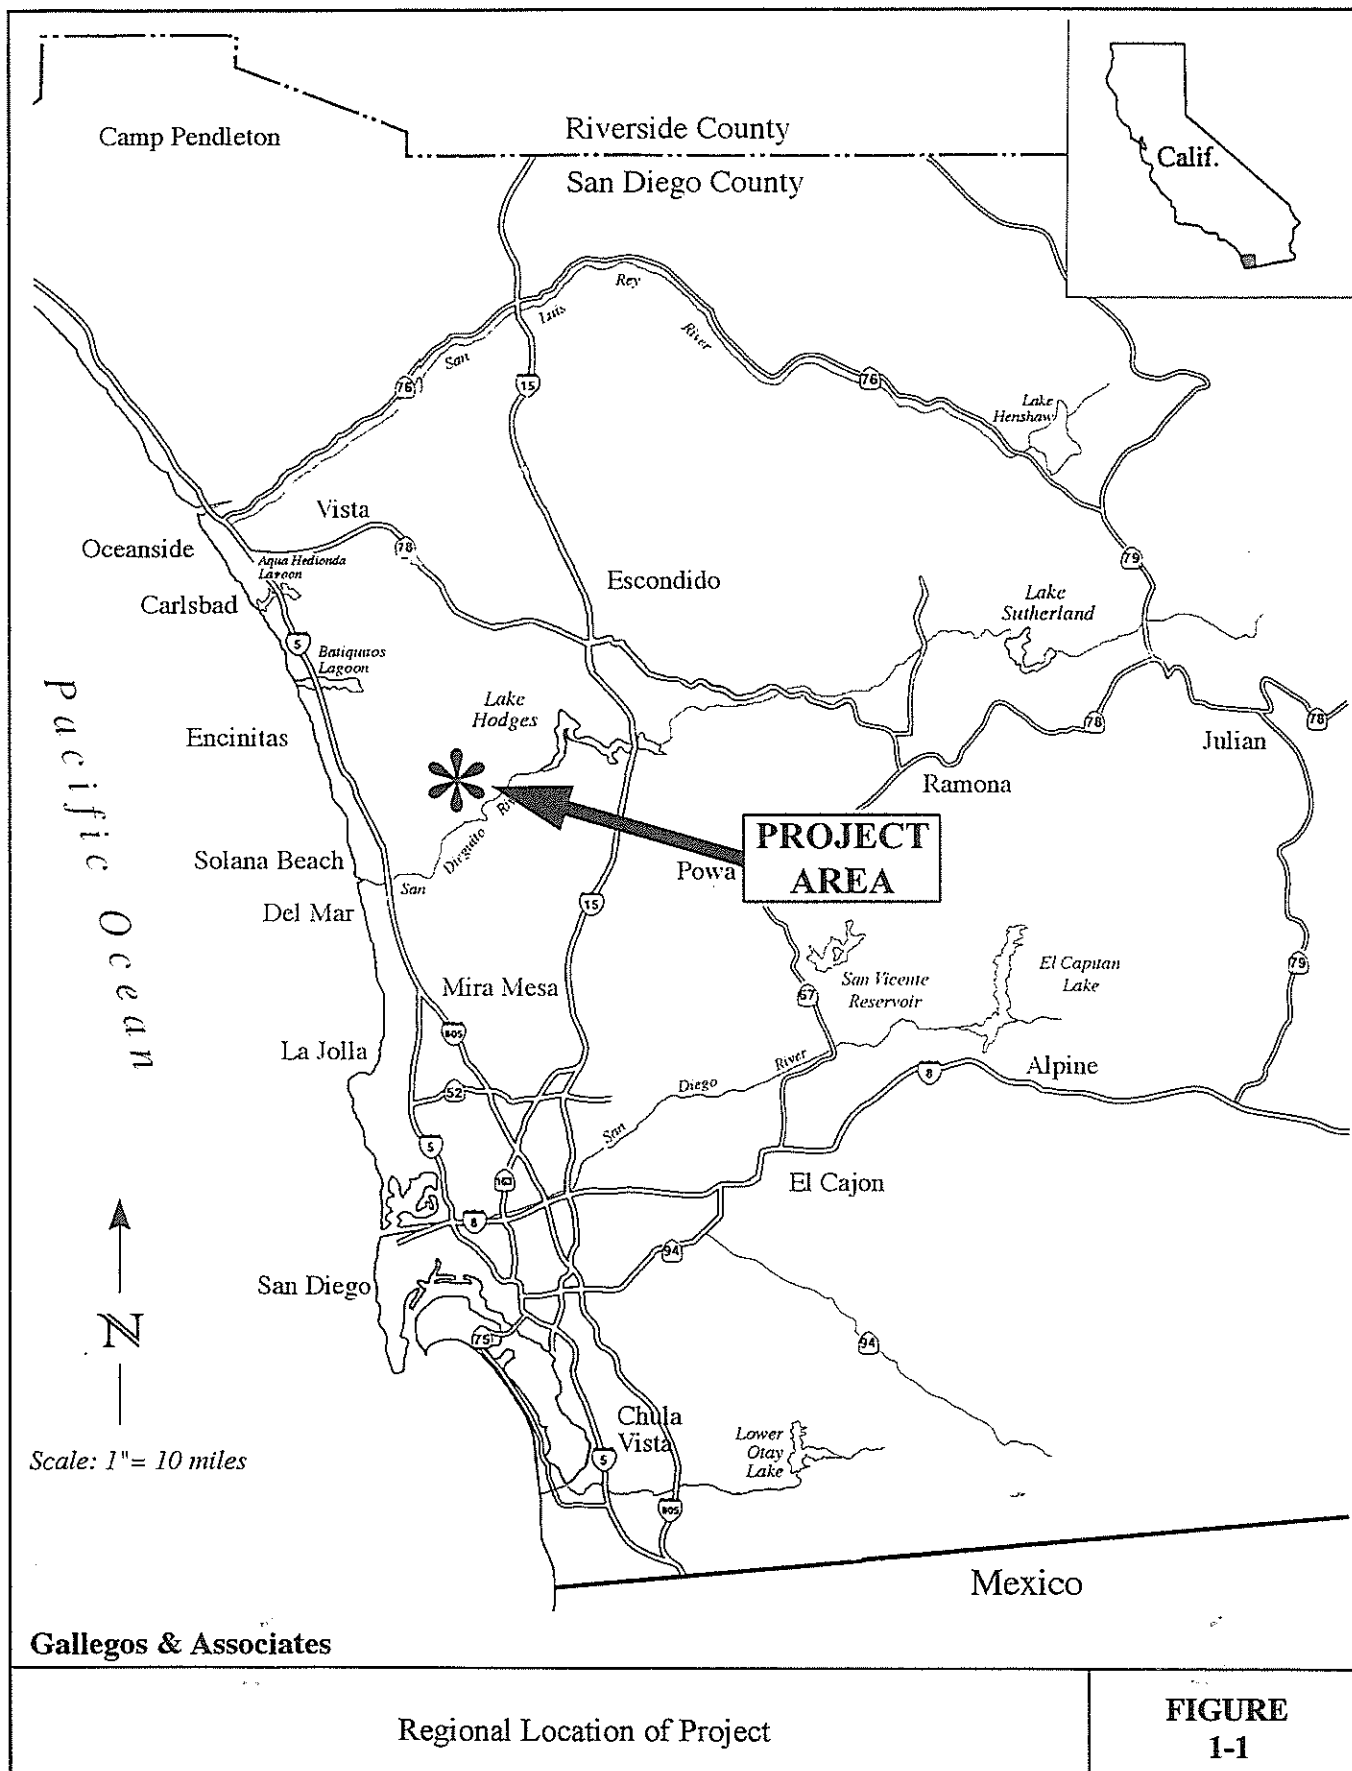 Camp Pendleton
Riverside County
San Diego County
Calif.
San
Luis
Rey
River
76
15
76
Lake
Henshaw
Vista
78
Oceanside
Aqua Hedionda
Lagoon
Carlsbad
5
Batiquitos
Lagoon
Escondido
79
Lake
Sutherland
Lake
Hodges
Encinitas
78
78
Julian
Ramona
Pacific Ocean
PROJECT
AREA
Powa
Solana Beach
San
Dieguito
Riv
Del Mar
15
Mira Mesa
67
San Vicente
Reservoir
El Capitan
Lake
79
805
La Jolla
52
San
Diego
River
8
Alpine
5
163
El Cajon
8
94
San Diego
N
75
94
Chula
Vista
Lower
Otay
Lake
5
805
Scale: 1"= 10 miles
Mexico
Gallegos & Associates
Regional Location of Project
FIGURE
1-1